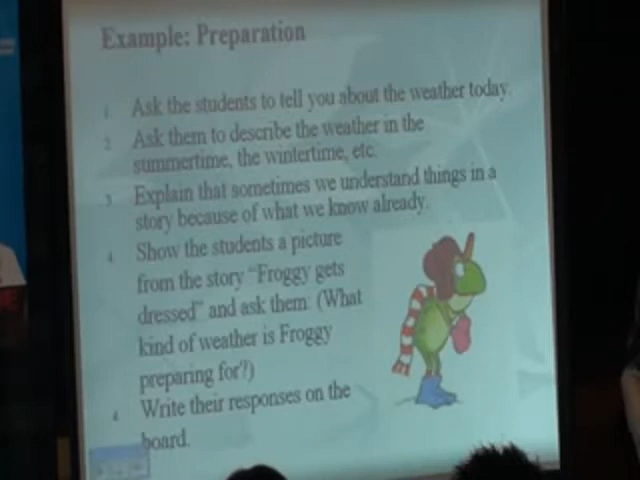 Example: Preparation
1. Ask the students to tell you about the weather today.
2. Ask them to describe the weather in the
summertime, the wintertime, etc.
3. Explain that sometimes we understand things in a
story because of what we know already.
4. Show the students a picture
from the story "Froggy gets
dressed" and ask them: (What
kind of weather is Froggy
preparing for?)
4. Write their responses on the
board.